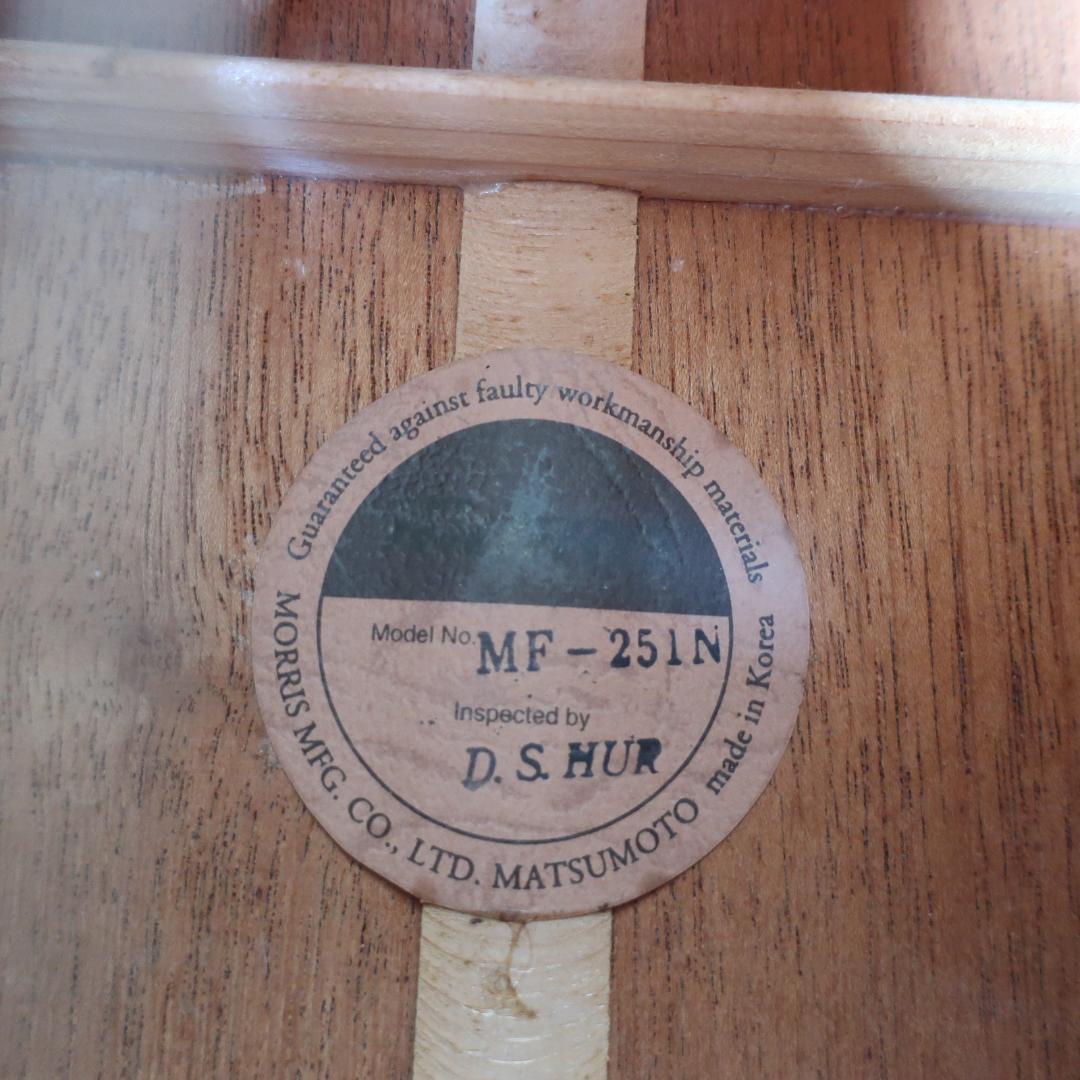 Guaranteed against faulty workmanship materials
Model No. MF-251N
Inspected by
D. S. HUR
MORRIS MFG. CO., LTD. MATSUMOTO made in Korea